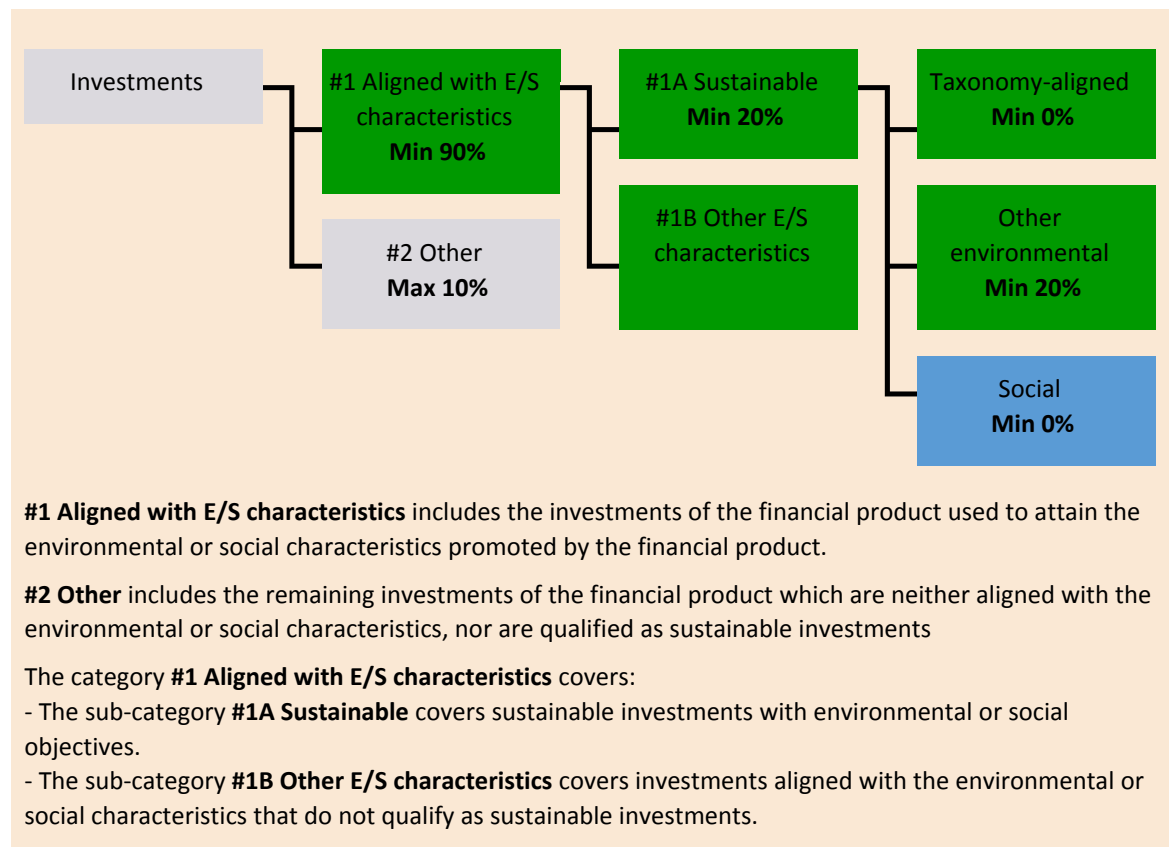 Investments
#1 Aligned with E/S
characteristics
Min 90%
#2 Other
Max 10%
#1A Sustainable
Min 20%
#1B Other E/S
characteristics
Taxonomy-aligned
Min 0%
Other
environmental
Min 20%
Social
Min 0%
#1 Aligned with E/S characteristics includes the investments of the financial product used to attain the
environmental or social characteristics promoted by the financial product.
#2 Other includes the remaining investments of the financial product which are neither aligned with the
environmental or social characteristics, nor are qualified as sustainable investments
The category #1 Aligned with E/S characteristics covers:
- The sub-category #1A Sustainable covers sustainable investments with environmental or social
objectives.
- The sub-category #1B Other E/S characteristics covers investments aligned with the environmental or
social characteristics that do not qualify as sustainable investments.